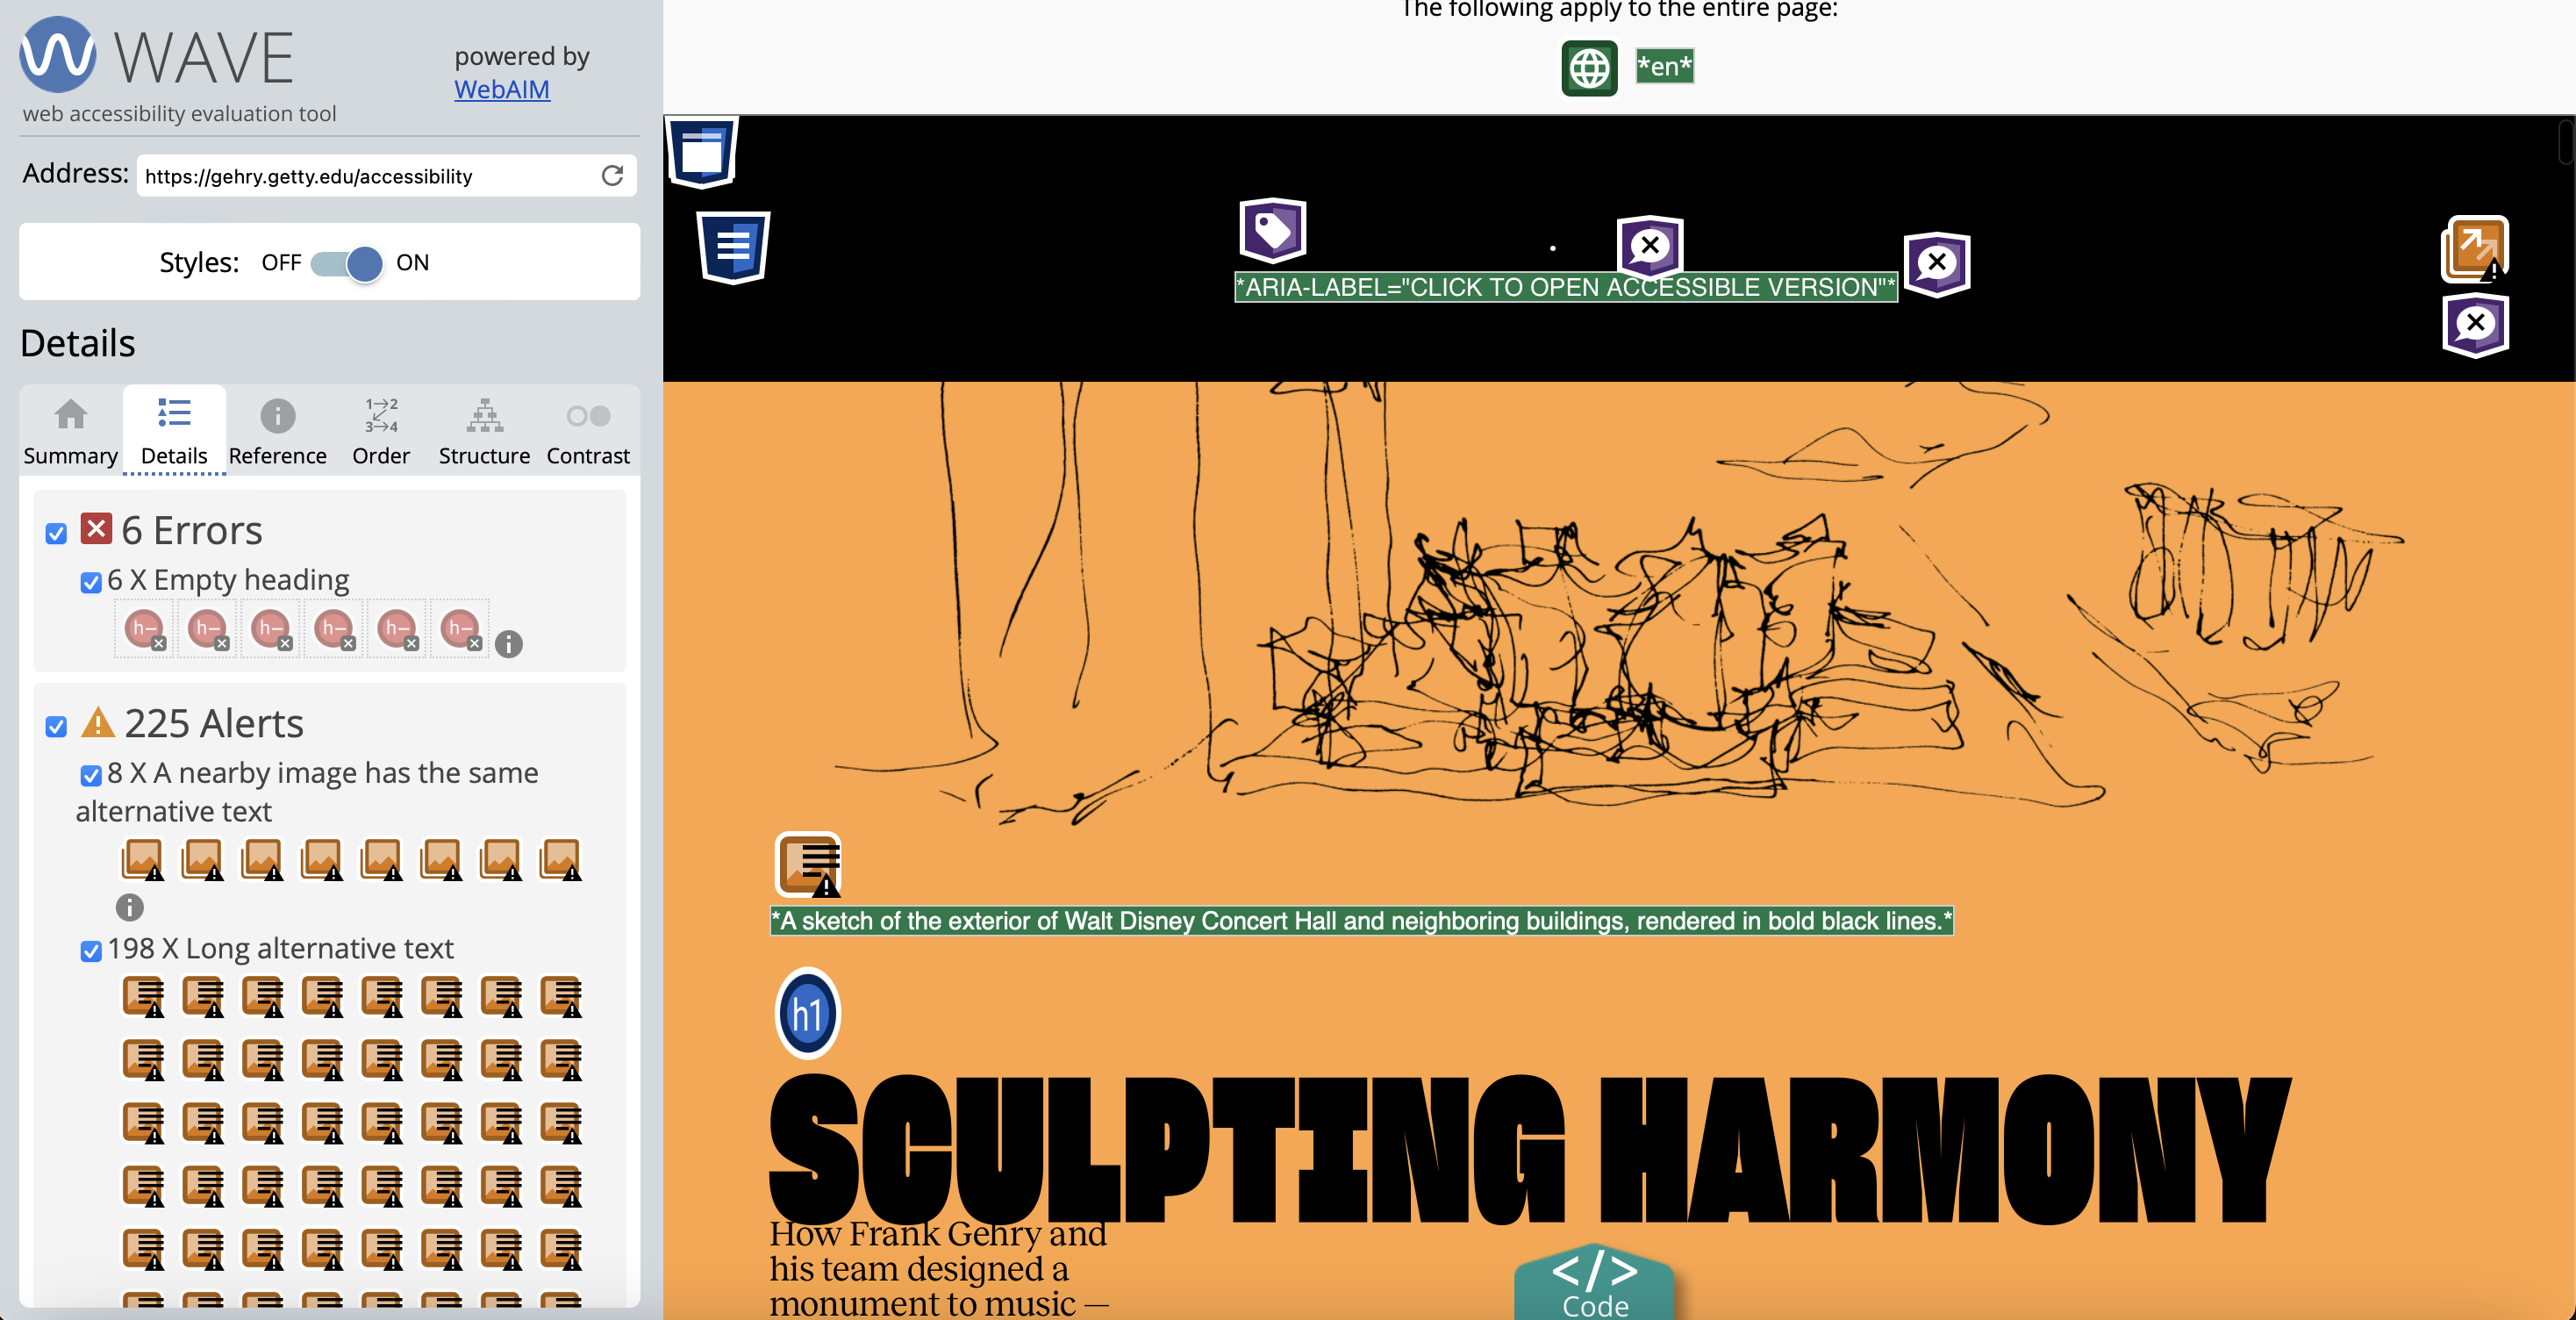 WAVE
powered by
WebAIM
web accessibility evaluation tool
Address: https://gehry.getty.edu/accessibility
Styles: OFF ON
Details
Summary Details Reference Order Structure Contrast
1→2
3→4
6 Errors
6 X Empty heading
h– h– h– h– h– h–
225 Alerts
8 X A nearby image has the same
alternative text
198 X Long alternative text
The following apply to the entire page:
*en*
*ARIA-LABEL="CLICK TO OPEN ACCESSIBLE VERSION"*
*A sketch of the exterior of Walt Disney Concert Hall and neighboring buildings, rendered in bold black lines.*
h1
SCULPTING HARMONY
How Frank Gehry and
his team designed a
monument to music —
</>
Code